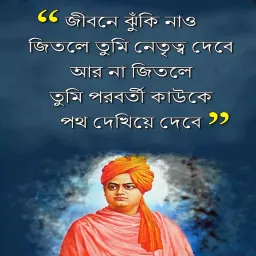 “ জীবনে ঝুঁকি নাও
জিতলে তুমি নেতৃত্ব দেবে
আর না জিতলে
তুমি পরবর্তী কাউকে
পথ দেখিয়ে দেবে ”